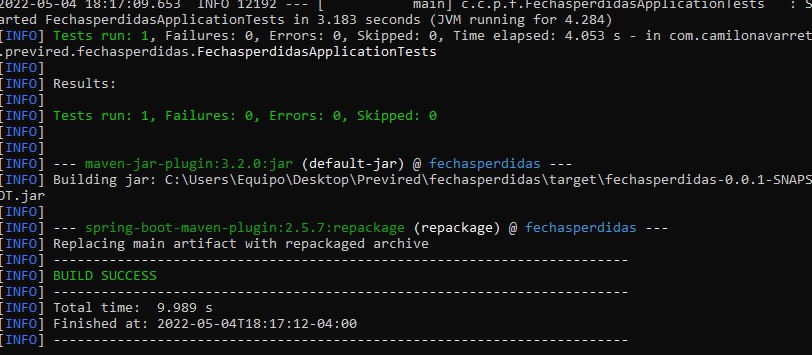 2022-05-04 18:17:09.653  INFO 12192 --- [           main] c.c.p.f.FechasperdidasApplicationTests   : S
arted FechasperdidasApplicationTests in 3.183 seconds (JVM running for 4.284)
[INFO] Tests run: 1, Failures: 0, Errors: 0, Skipped: 0, Time elapsed: 4.053 s - in com.camilonavarret
.previred.fechasperdidas.FechasperdidasApplicationTests
[INFO]
[INFO] Results:
[INFO]
[INFO] Tests run: 1, Failures: 0, Errors: 0, Skipped: 0
[INFO]
[INFO]
[INFO] --- maven-jar-plugin:3.2.0:jar (default-jar) @ fechasperdidas ---
[INFO] Building jar: C:\Users\Equipo\Desktop\Previred\fechasperdidas\target\fechasperdidas-0.0.1-SNAPS
OT.jar
[INFO]
[INFO] --- spring-boot-maven-plugin:2.5.7:repackage (repackage) @ fechasperdidas ---
[INFO] Replacing main artifact with repackaged archive
[INFO] ------------------------------------------------------------------------
[INFO] BUILD SUCCESS
[INFO] ------------------------------------------------------------------------
[INFO] Total time:  9.989 s
[INFO] Finished at: 2022-05-04T18:17:12-04:00
[INFO] ------------------------------------------------------------------------